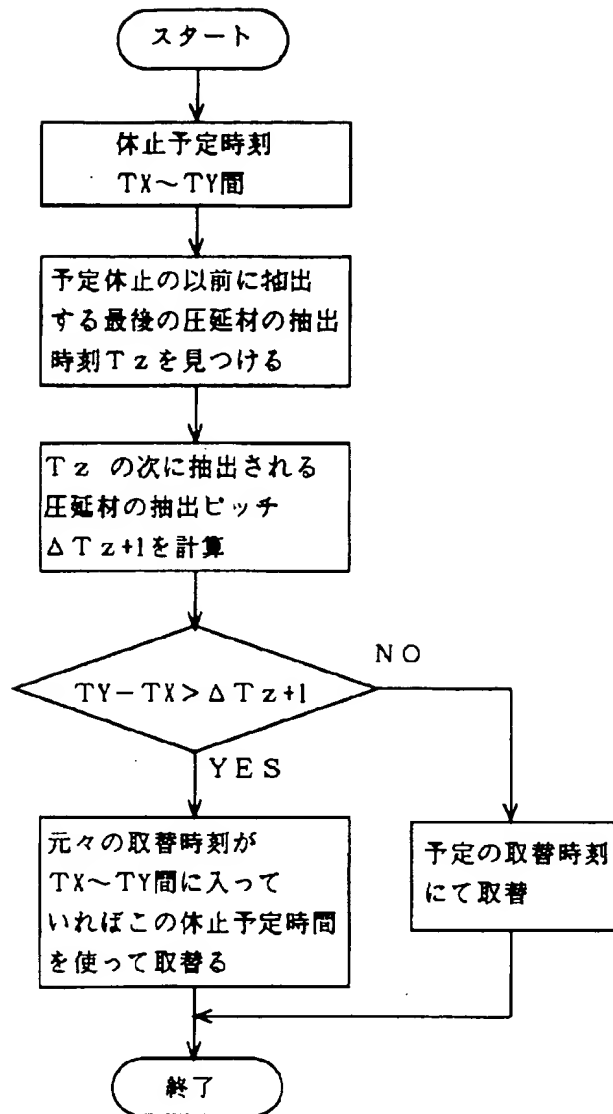 スタート
休止予定時刻
TX～TY間
予定休止の以前に抽出
する最後の圧延材の抽出
時刻Tzを見つける
Tz の次に抽出される
圧延材の抽出ピッチ
ΔTz+1を計算
TY－TX＞ΔTz+1
NO
YES
元々の取替時刻が
TX～TY間に入って
いればこの休止予定時間
を使って取替る
予定の取替時刻
にて取替
終了